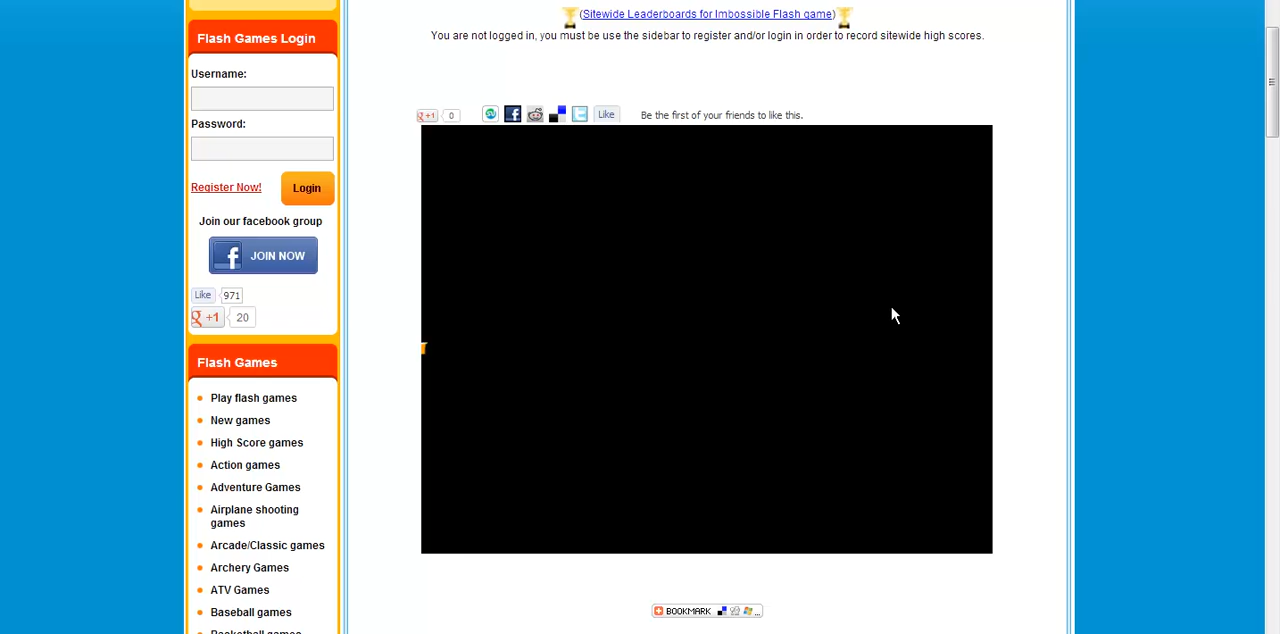 (Sitewide Leaderboards for Imbossible Flash game)
You are not logged in, you must be use the sidebar to register and/or login in order to record sitewide high scores.
+1 0
Like
Be the first of your friends to like this.
Flash Games Login
Username:
Password:
Register Now!
Login
Join our facebook group
JOIN NOW
Like 971
+1 20
Flash Games
Play flash games
New games
High Score games
Action games
Adventure Games
Airplane shooting
games
Arcade/Classic games
Archery Games
ATV Games
Baseball games
Basketball games
BOOKMARK ...